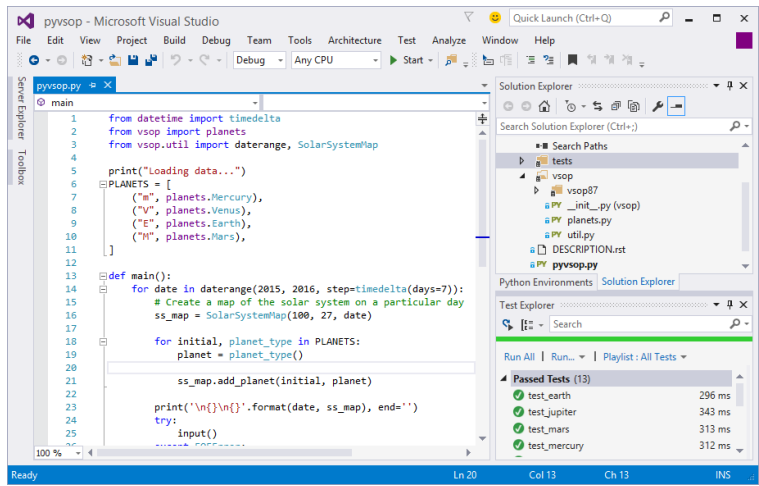 pyvsop - Microsoft Visual Studio
Quick Launch (Ctrl+Q)
File Edit View Project Build Debug Team Tools Architecture Test Analyze Window Help
Debug Any CPU Start
Server Explorer
Toolbox
pyvsop.py
main
1 from datetime import timedelta
2 from vsop import planets
3 from vsop.util import daterange, SolarSystemMap
4
5 print("Loading data...")
6 PLANETS = [
7 ("m", planets.Mercury),
8 ("V", planets.Venus),
9 ("E", planets.Earth),
10 ("M", planets.Mars),
11 ]
12
13 def main():
14 for date in daterange(2015, 2016, step=timedelta(days=7)):
15 # Create a map of the solar system on a particular day
16 ss_map = SolarSystemMap(100, 27, date)
17
18 for initial, planet_type in PLANETS:
19 planet = planet_type()
20
21 ss_map.add_planet(initial, planet)
22
23 print('\n{}\n{}'.format(date, ss_map), end='')
24 try:
25 input()
26 except EOFError:
100 %
Solution Explorer
Search Solution Explorer (Ctrl+;)
Search Paths
tests
vsop
vsop87
PY __init__.py (vsop)
PY planets.py
PY util.py
DESCRIPTION.rst
PY pyvsop.py
Python Environments Solution Explorer
Test Explorer
Search
Run All | Run... | Playlist : All Tests
Passed Tests (13)
test_earth 296 ms
test_jupiter 343 ms
test_mars 313 ms
test_mercury 312 ms
Ready Ln 20 Col 13 Ch 13 INS